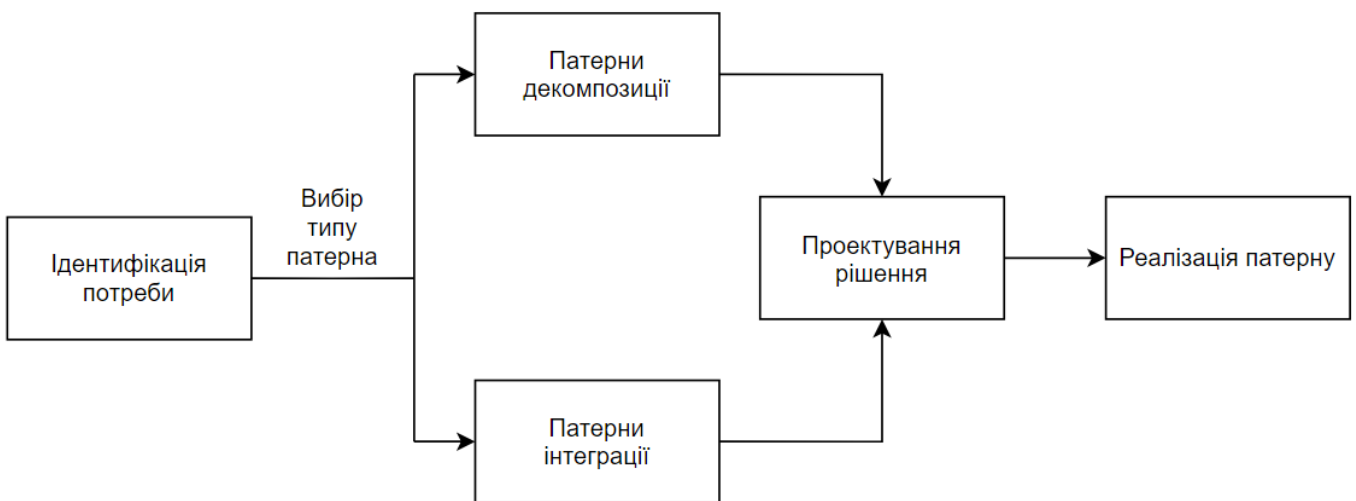 Патерни
декомпозиції
Вибір
типу
патерна
Ідентифікація
потреби
Проектування
рішення
Реалізація патерну
Патерни
інтеграції